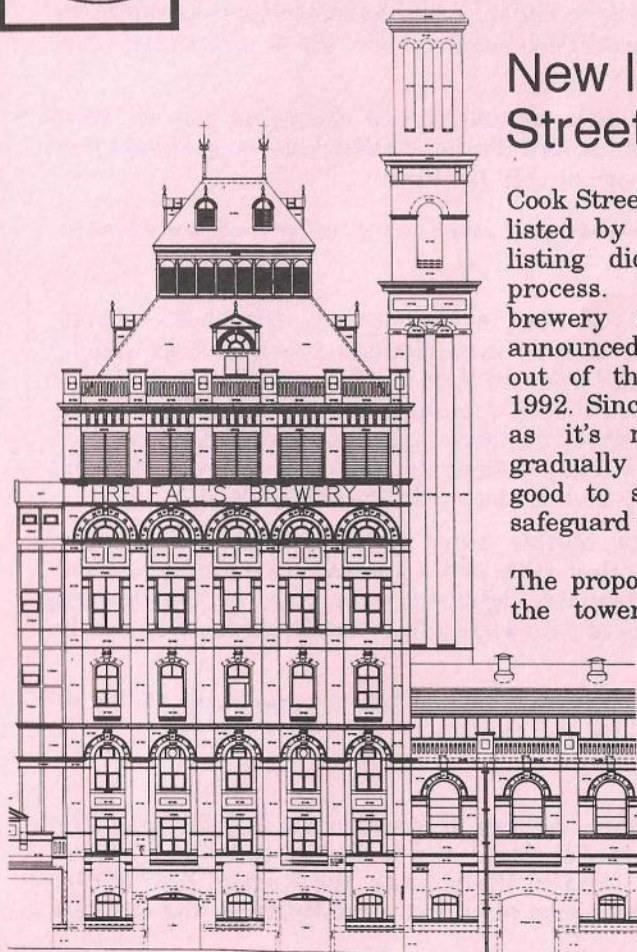 New
Street
Cook Stree
listed by
listing di
process.
brewery
announced
out of th
1992. Sinc
as it's
gradually
good to s
safeguard
The propo
the tower
THRELFALL'S BREWERY LD